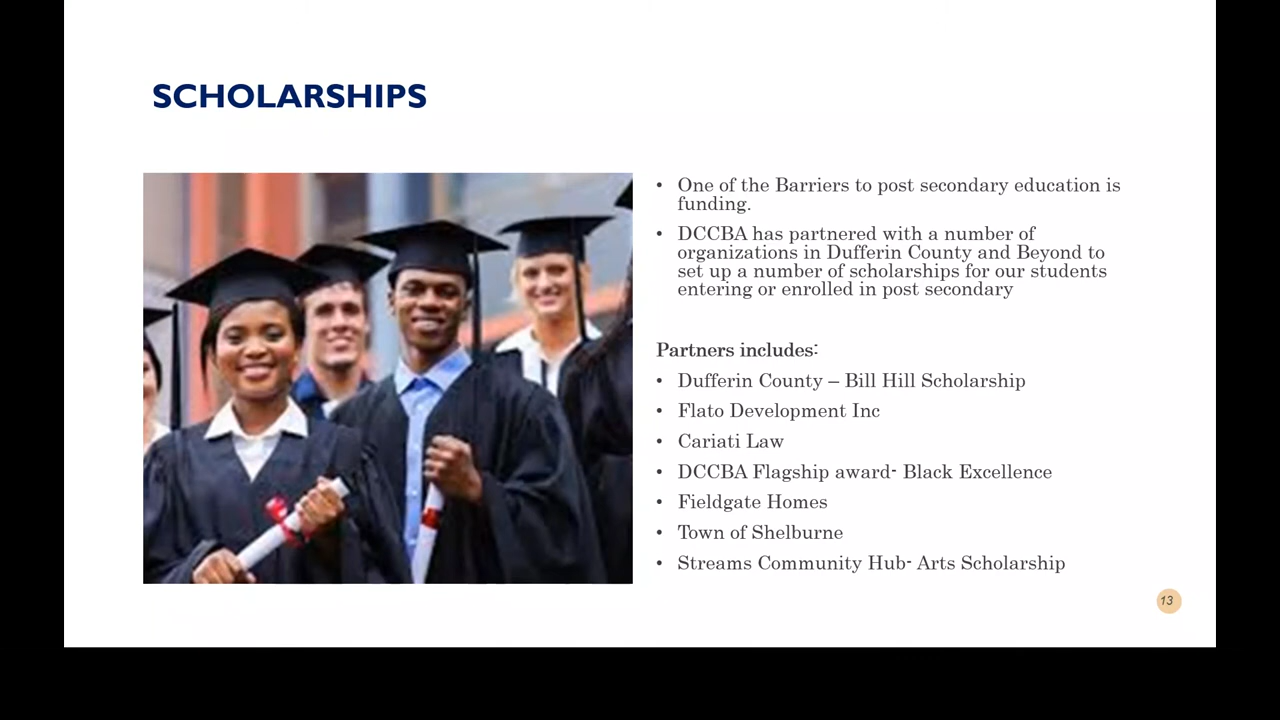 SCHOLARSHIPS
• One of the Barriers to post secondary education is
funding.
• DCCBA has partnered with a number of
organizations in Dufferin County and Beyond to
set up a number of scholarships for our students
entering or enrolled in post secondary
Partners includes:
• Dufferin County – Bill Hill Scholarship
• Flato Development Inc
• Cariati Law
• DCCBA Flagship award- Black Excellence
• Fieldgate Homes
• Town of Shelburne
• Streams Community Hub- Arts Scholarship
13